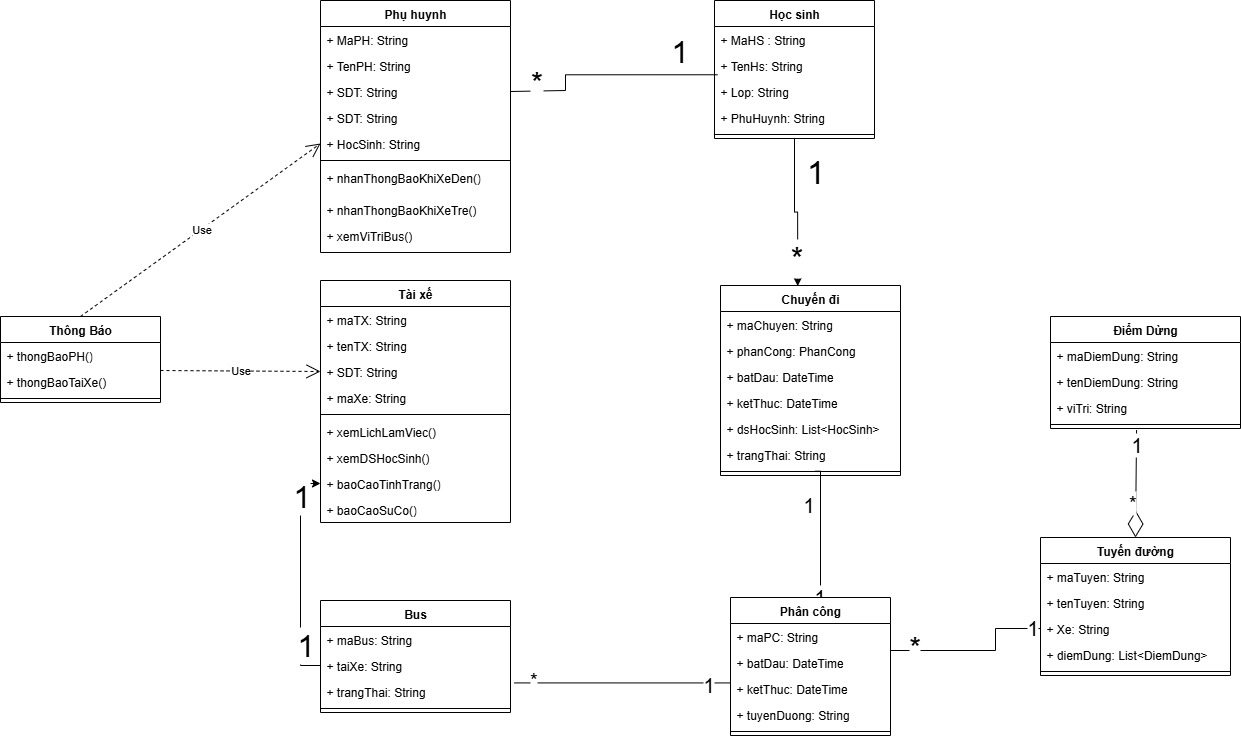 Phụ huynh
+ MaPH: String
+ TenPH: String
+ SDT: String
+ SDT: String
+ HocSinh: String
+ nhanThongBaoKhiXeDen()
+ nhanThongBaoKhiXeTre()
+ xemViTriBus()
*
1
Học sinh
+ MaHS : String
+ TenHs: String
+ Lop: String
+ PhuHuynh: String
1
*
Use
Thông Báo
+ thongBaoPH()
+ thongBaoTaiXe()
Use
Tài xế
+ maTX: String
+ tenTX: String
+ SDT: String
+ maXe: String
+ xemLichLamViec()
+ xemDSHocSinh()
+ baoCaoTinhTrang()
+ baoCaoSuCo()
1
1
Chuyến đi
+ maChuyen: String
+ phanCong: PhanCong
+ batDau: DateTime
+ ketThuc: DateTime
+ dsHocSinh: List<HocSinh>
+ trangThai: String
1
1
Điểm Dừng
+ maDiemDung: String
+ tenDiemDung: String
+ viTri: String
1
*
Tuyến đường
+ maTuyen: String
+ tenTuyen: String
+ Xe: String
+ diemDung: List<DiemDung>
Bus
+ maBus: String
+ taiXe: String
+ trangThai: String
*
1
Phân công
+ maPC: String
+ batDau: DateTime
+ ketThuc: DateTime
+ tuyenDuong: String
*
1